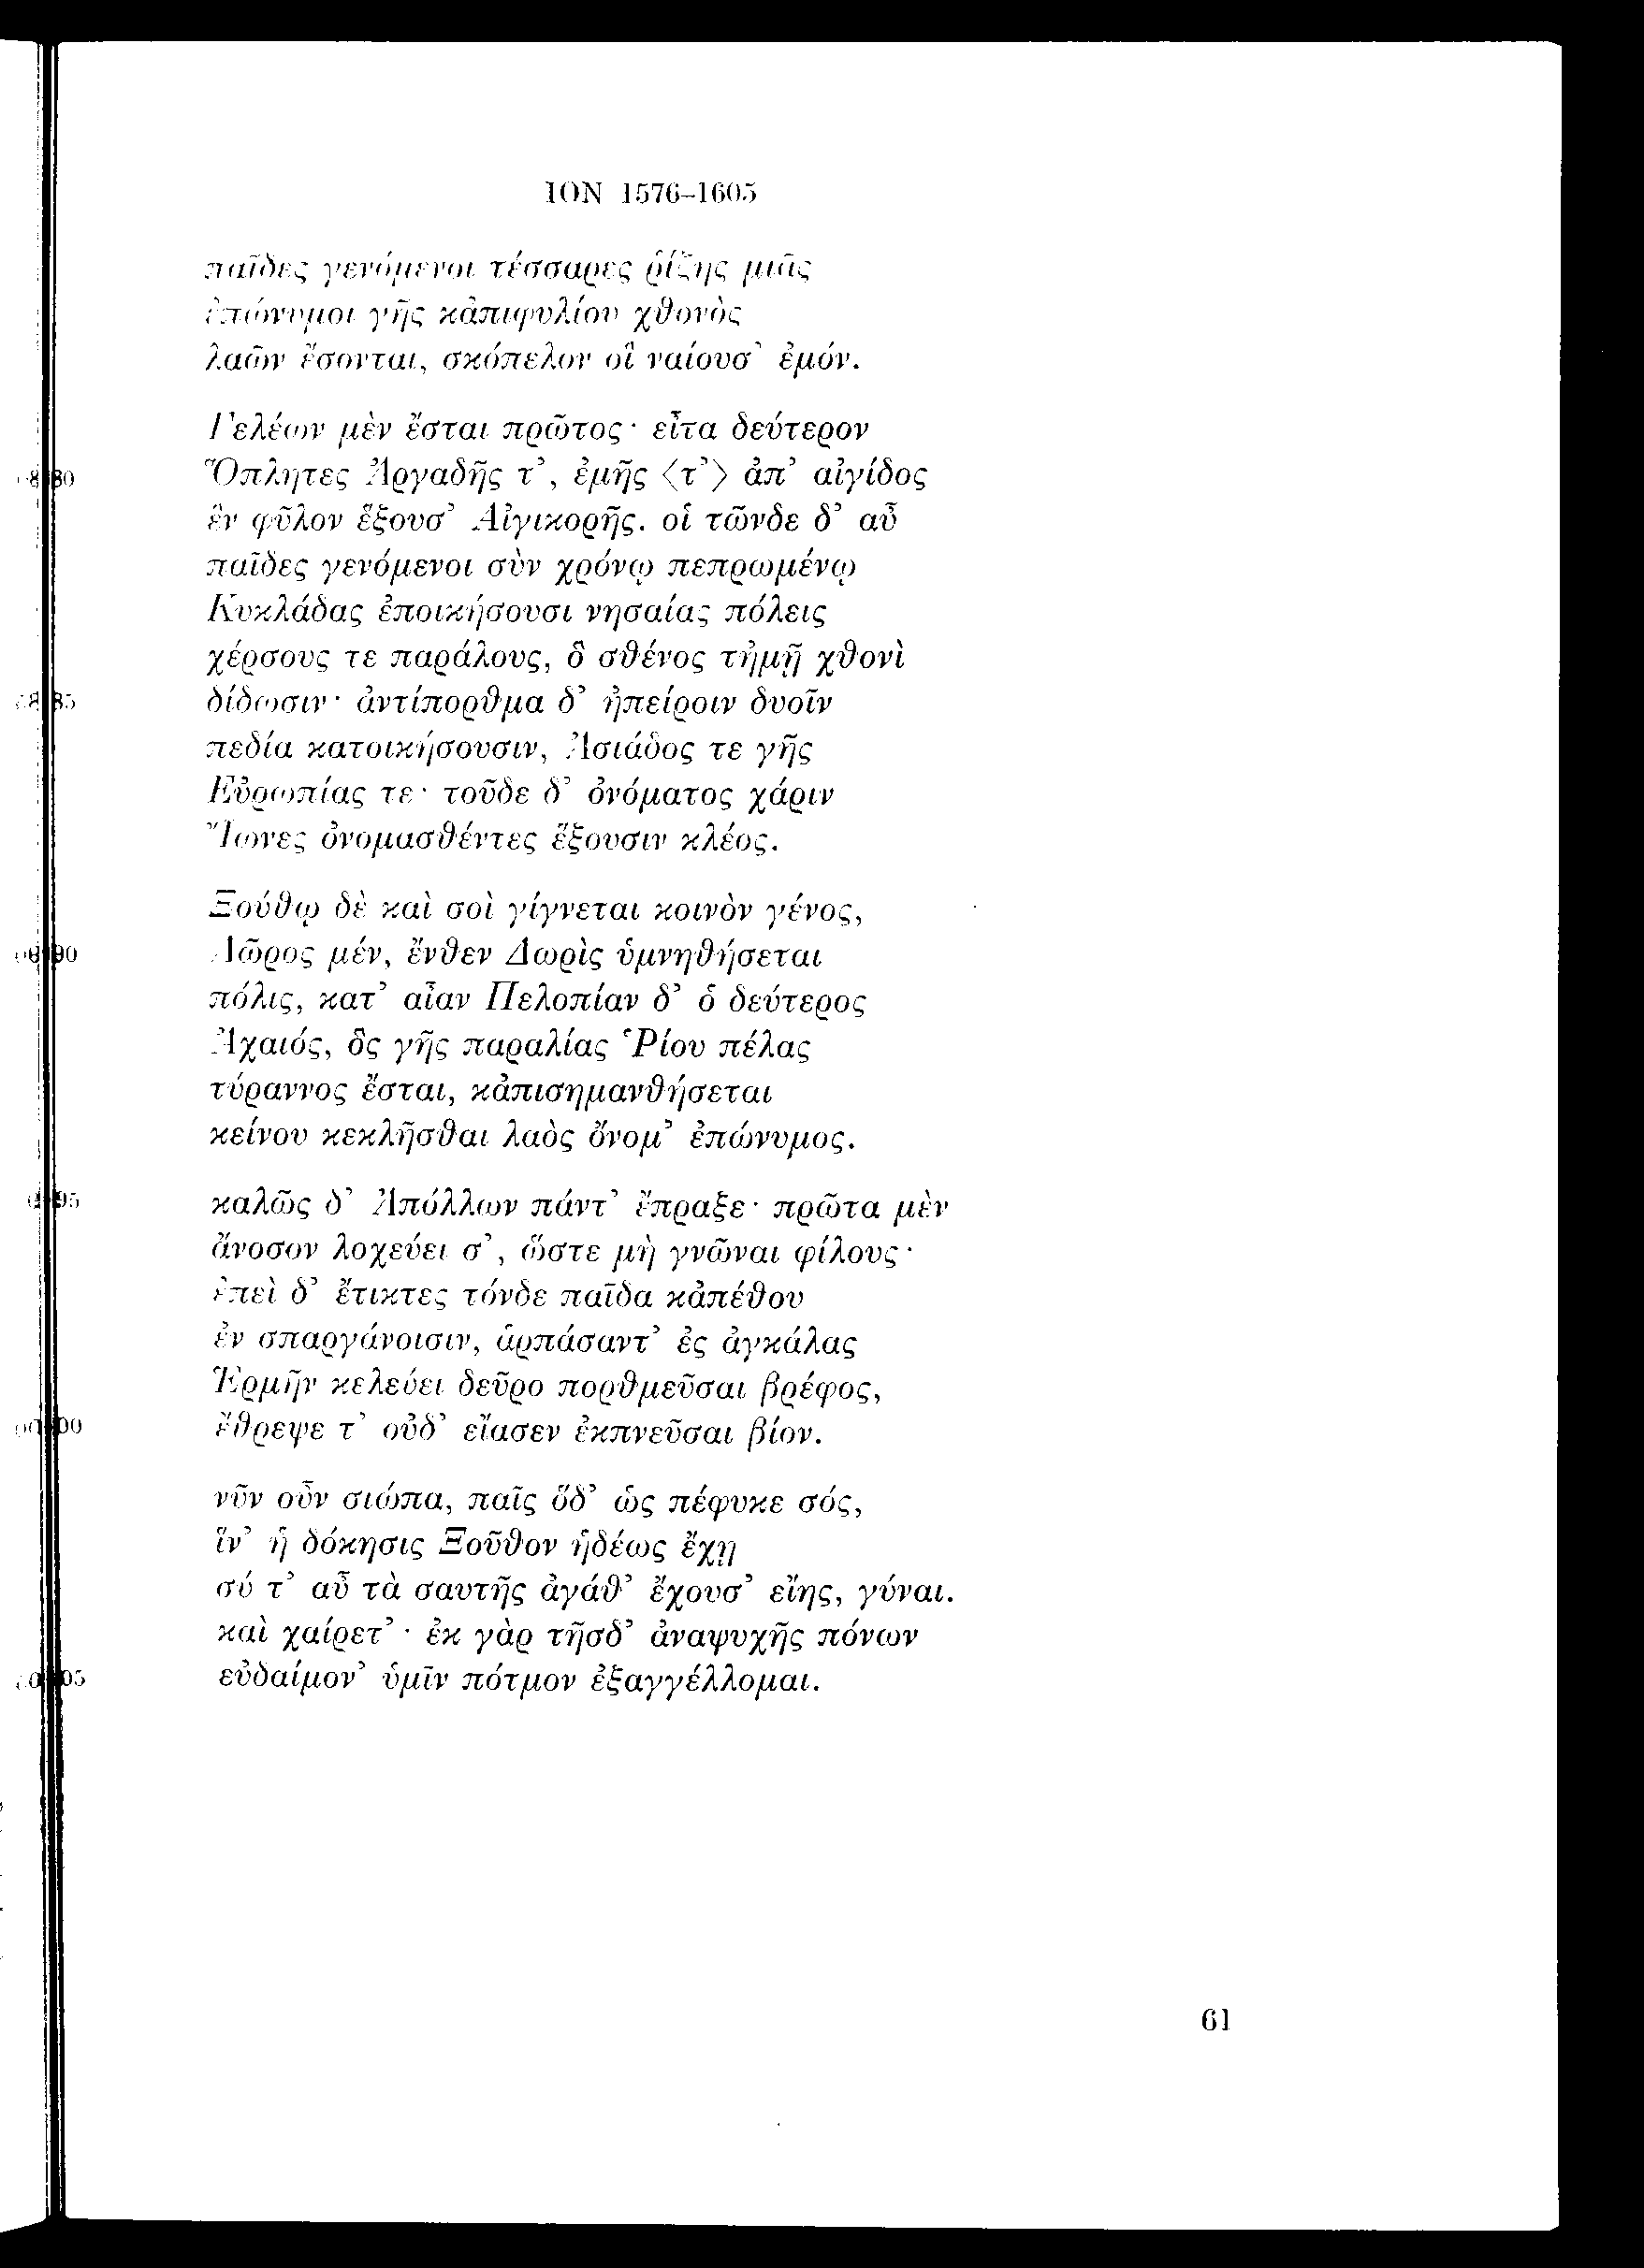 ION 1576–1605
παῖδες γενόμενοι τέσσαρες ῥίζης μιᾶς
ἐπώνυμοι γῆς κἀπιφυλίου χθονὸς
λαῶν ἔσονται, σκόπελον οἳ ναίουσ’ ἐμόν.
Γελέων μὲν ἔσται πρῶτος· εἶτα δεύτερον
Ὅπλητες Ἀργαδῆς τ’, ἐμῆς ⟨τ’⟩ ἀπ’ αἰγίδος
ἓν φῦλον ἕξουσ’ Αἰγικορῆς. οἱ τῶνδε δ’ αὖ
παῖδες γενόμενοι σὺν χρόνῳ πεπρωμένῳ
Κυκλάδας ἐποικήσουσι νησαίας πόλεις
χέρσους τε παράλους, ὃ σθένος τἠμῇ χθονὶ
85 δίδωσιν· ἀντίπορθμα δ’ ἠπείροιν δυοῖν
πεδία κατοικήσουσιν, Ἀσιάδος τε γῆς
Εὐρωπίας τε· τοῦδε δ’ ὀνόματος χάριν
Ἴωνες ὀνομασθέντες ἕξουσιν κλέος.
Ξούθῳ δὲ καὶ σοὶ γίγνεται κοινὸν γένος,
90 Δῶρος μέν, ἔνθεν Δωρὶς ὑμνηθήσεται
πόλις, κατ’ αἶαν Πελοπίαν δ’ ὁ δεύτερος
Ἀχαιός, ὃς γῆς παραλίας Ῥίου πέλας
τύραννος ἔσται, κἀπισημανθήσεται
κείνου κεκλῆσθαι λαὸς ὄνομ’ ἐπώνυμος.
95 καλῶς δ’ Ἀπόλλων πάντ’ ἔπραξε· πρῶτα μὲν
ἄνοσον λοχεύει σ’, ὥστε μὴ γνῶναι φίλους·
ἐπεὶ δ’ ἔτικτες τόνδε παῖδα κἀπέθου
ἐν σπαργάνοισιν, ἁρπάσαντ’ ἐς ἀγκάλας
Ἑρμῆν κελεύει δεῦρο πορθμεῦσαι βρέφος,
00 ἔθρεψε τ’ οὐδ’ εἴασεν ἐκπνεῦσαι βίον.
νῦν οὖν σιώπα, παῖς ὅδ’ ὡς πέφυκε σός,
ἵν’ ἡ δόκησις Ξοῦθον ἡδέως ἔχῃ
σύ τ’ αὖ τὰ σαυτῆς ἀγάθ’ ἔχουσ’ εἴης, γύναι.
καὶ χαίρετ’· ἐκ γὰρ τῆσδ’ ἀναψυχῆς πόνων
05 εὐδαίμον’ ὑμῖν πότμον ἐξαγγέλλομαι.
61